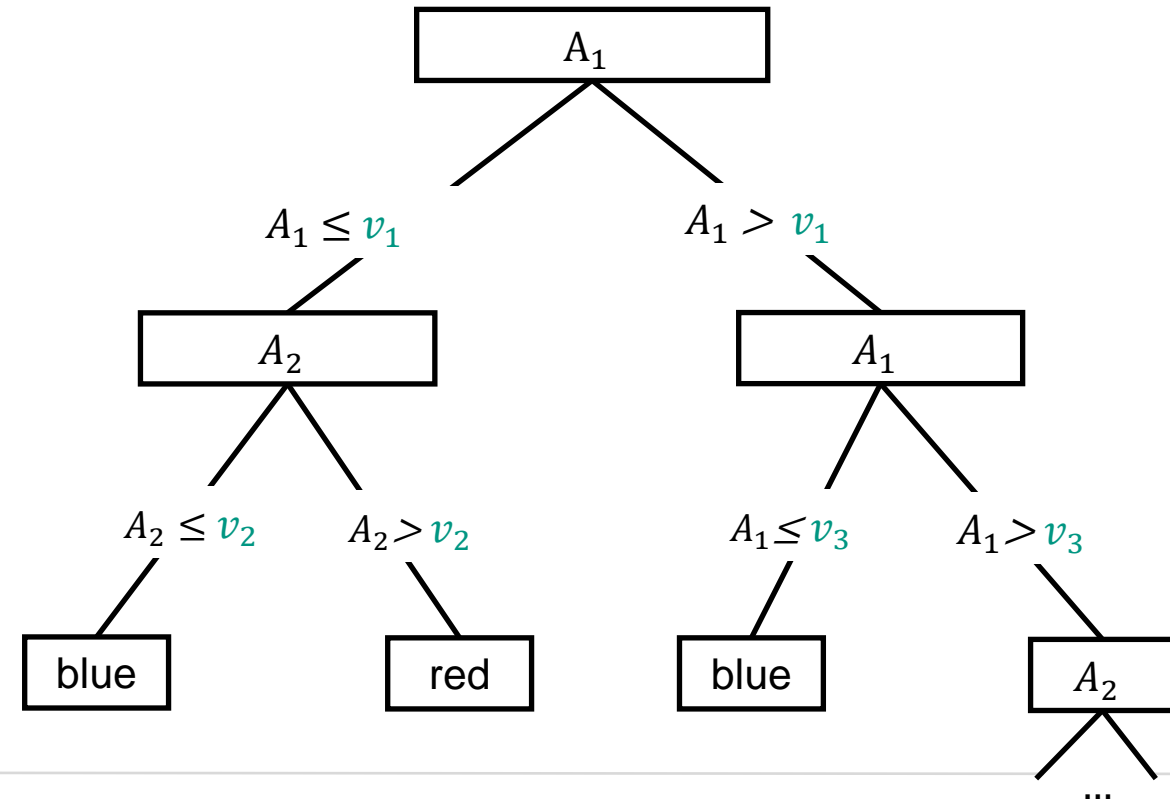 A₁
A₁ ≤ v₁ A₁ > v₁
A₂ A₁
A₂ ≤ v₂ A₂ > v₂ A₁ ≤ v₃ A₁ > v₃
blue red blue A₂
...